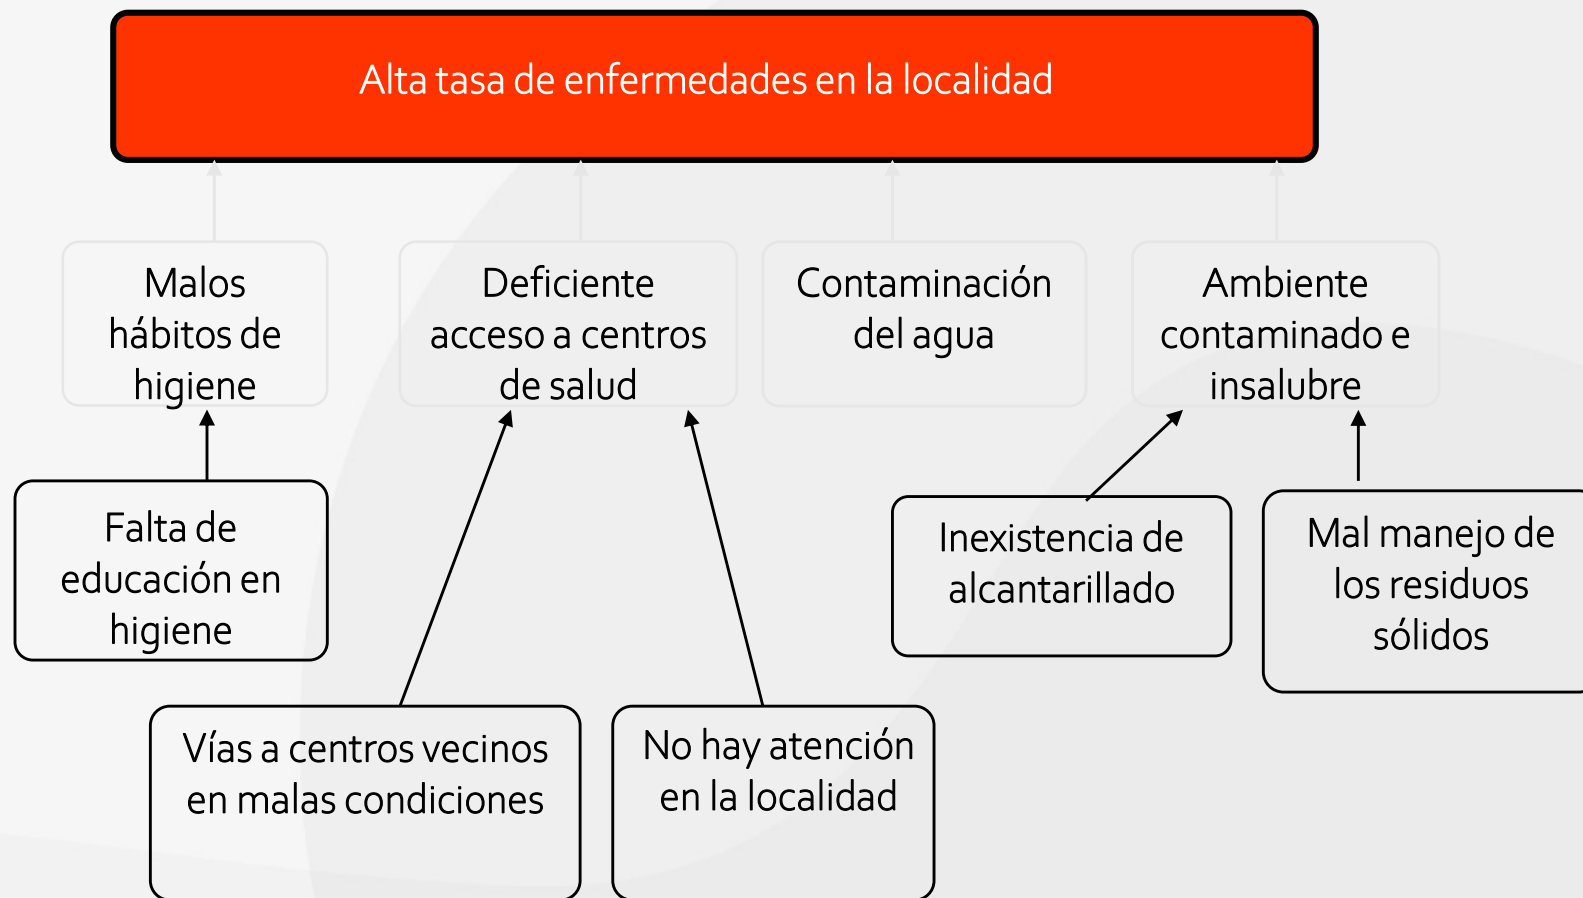 Alta tasa de enfermedades en la localidad
Malos
hábitos de
higiene
Deficiente
acceso a centros
de salud
Contaminación
del agua
Ambiente
contaminado e
insalubre
Falta de
educación en
higiene
Inexistencia de
alcantarillado
Mal manejo de
los residuos
sólidos
Vías a centros vecinos
en malas condiciones
No hay atención
en la localidad